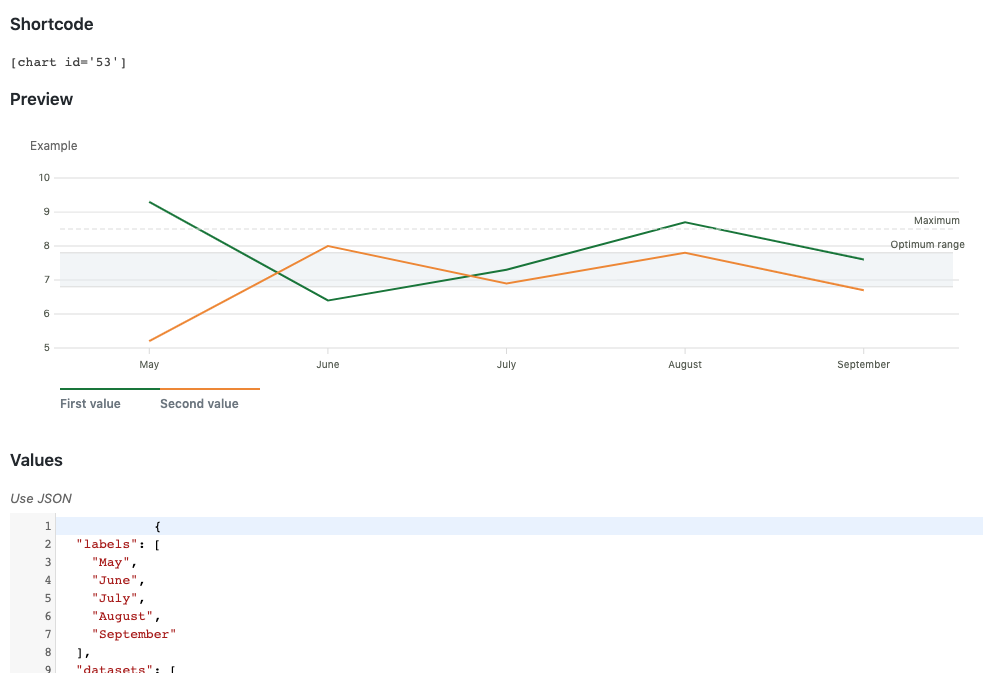 Shortcode
[chart id='53']
Preview
Example
10
9
Maximum
8
Optimum range
7
6
5
May June July August September
First value Second value
Values
Use JSON
1 {
2 "labels": [
3 "May",
4 "June",
5 "July",
6 "August",
7 "September"
8 ],
9 "datasets": [